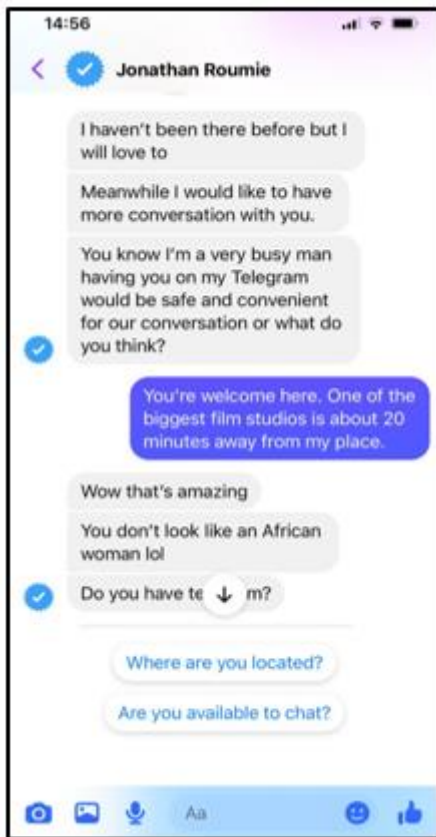 14:56
Jonathan Roumie
I haven't been there before but I
will love to
Meanwhile I would like to have
more conversation with you.
You know I'm a very busy man
having you on my Telegram
would be safe and convenient
for our conversation or what do
you think?
You're welcome here. One of the
biggest film studios is about 20
minutes away from my place.
Wow that's amazing
You don't look like an African
woman lol
Do you have te m?
Where are you located?
Are you available to chat?
Aa